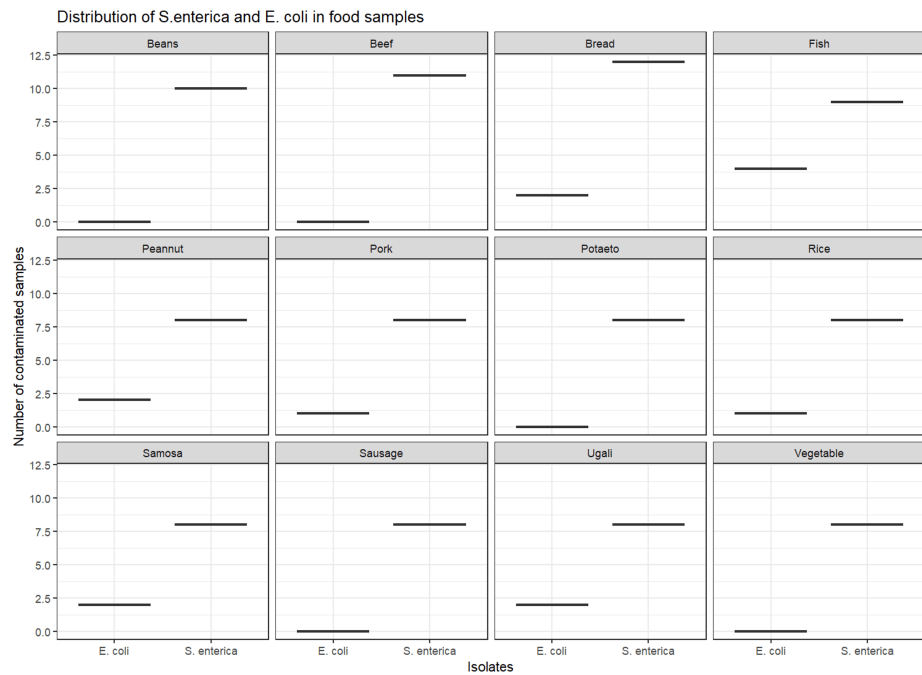 Distribution of S.enterica and E. coli in food samples
Beans Beef Bread Fish
12.5
10.0
7.5
5.0
2.5
0.0
Peannut Pork Potaeto Rice
12.5
10.0
7.5
5.0
2.5
0.0
Samosa Sausage Ugali Vegetable
12.5
10.0
7.5
5.0
2.5
0.0
Number of contaminated samples
E. coli S. enterica E. coli S. enterica E. coli S. enterica E. coli S. enterica
Isolates